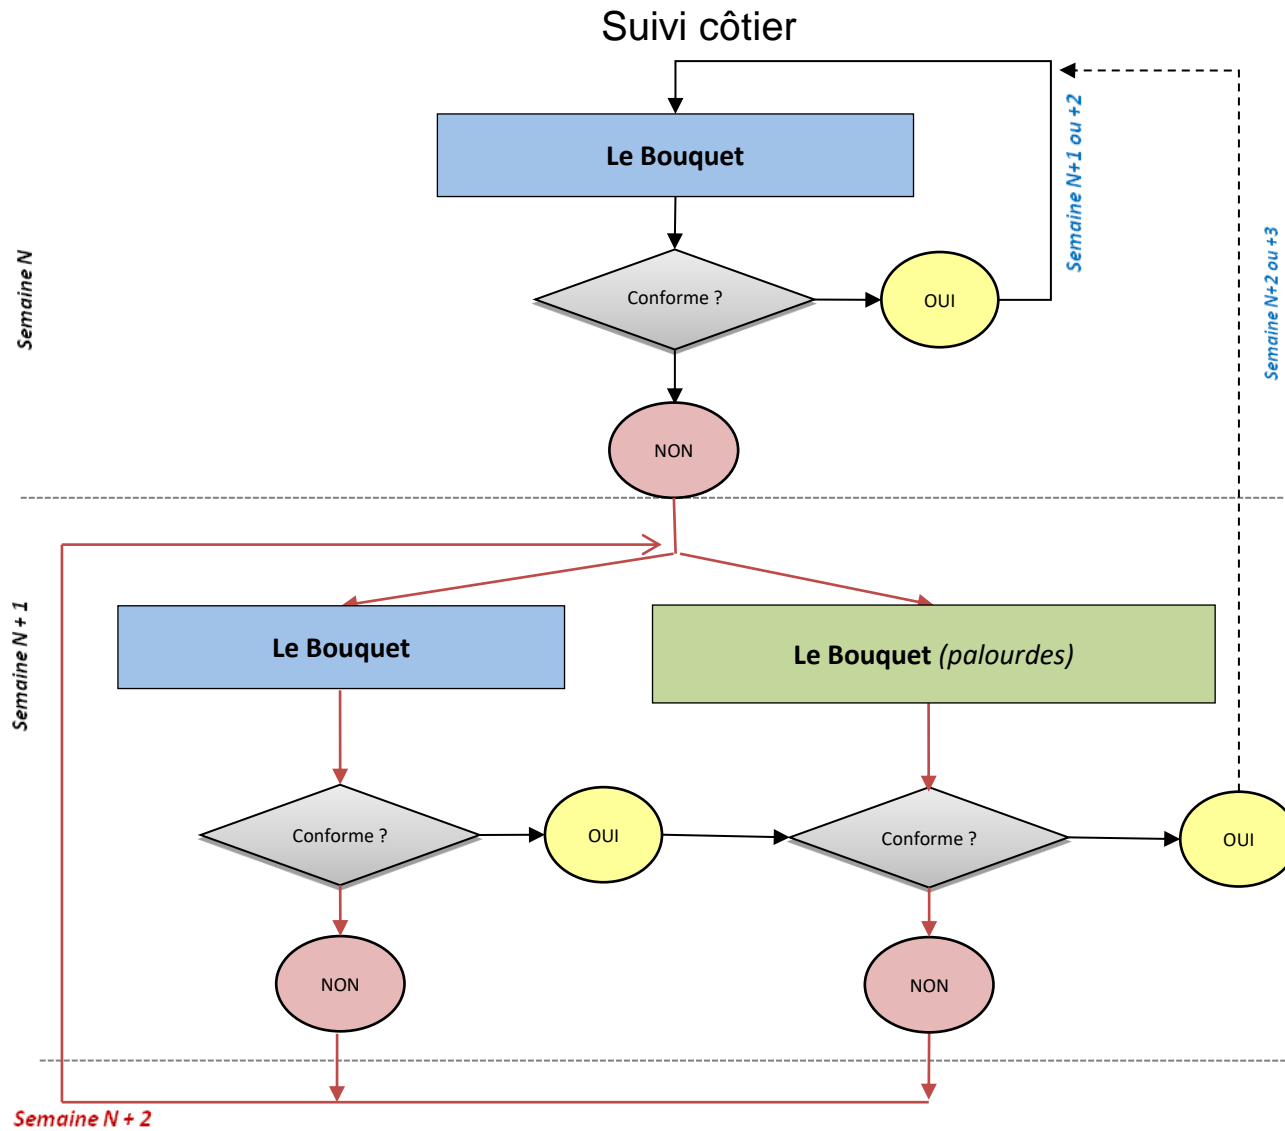 Suivi côtier
Le Bouquet
Semaine N+1 ou +2
Semaine N
Semaine N+2 ou +3
Conforme ?
OUI
NON
Semaine N + 1
Le Bouquet
Le Bouquet (palourdes)
Conforme ?
OUI
Conforme ?
OUI
NON
NON
Semaine N + 2